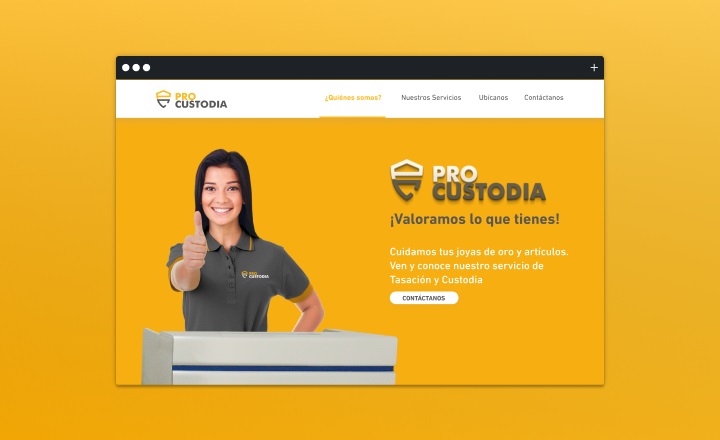 PRO
CUSTODIA
¿Quiénes somos?
Nuestros Servicios
Ubícanos
Contáctanos
PRO
CUSTODIA
¡Valoramos lo que tienes!
Cuidamos tus joyas de oro y artículos.
Ven y conoce nuestro servicio de
Tasación y Custodia
CONTÁCTANOS
PRO
CUSTODIA